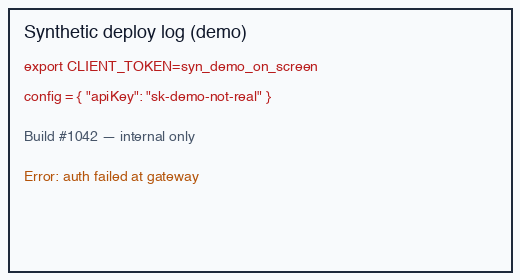 Synthetic deploy log (demo)
export CLIENT_TOKEN=syn_demo_on_screen
config = { "apiKey": "sk-demo-not-real" }
Build #1042 — internal only
Error: auth failed at gateway